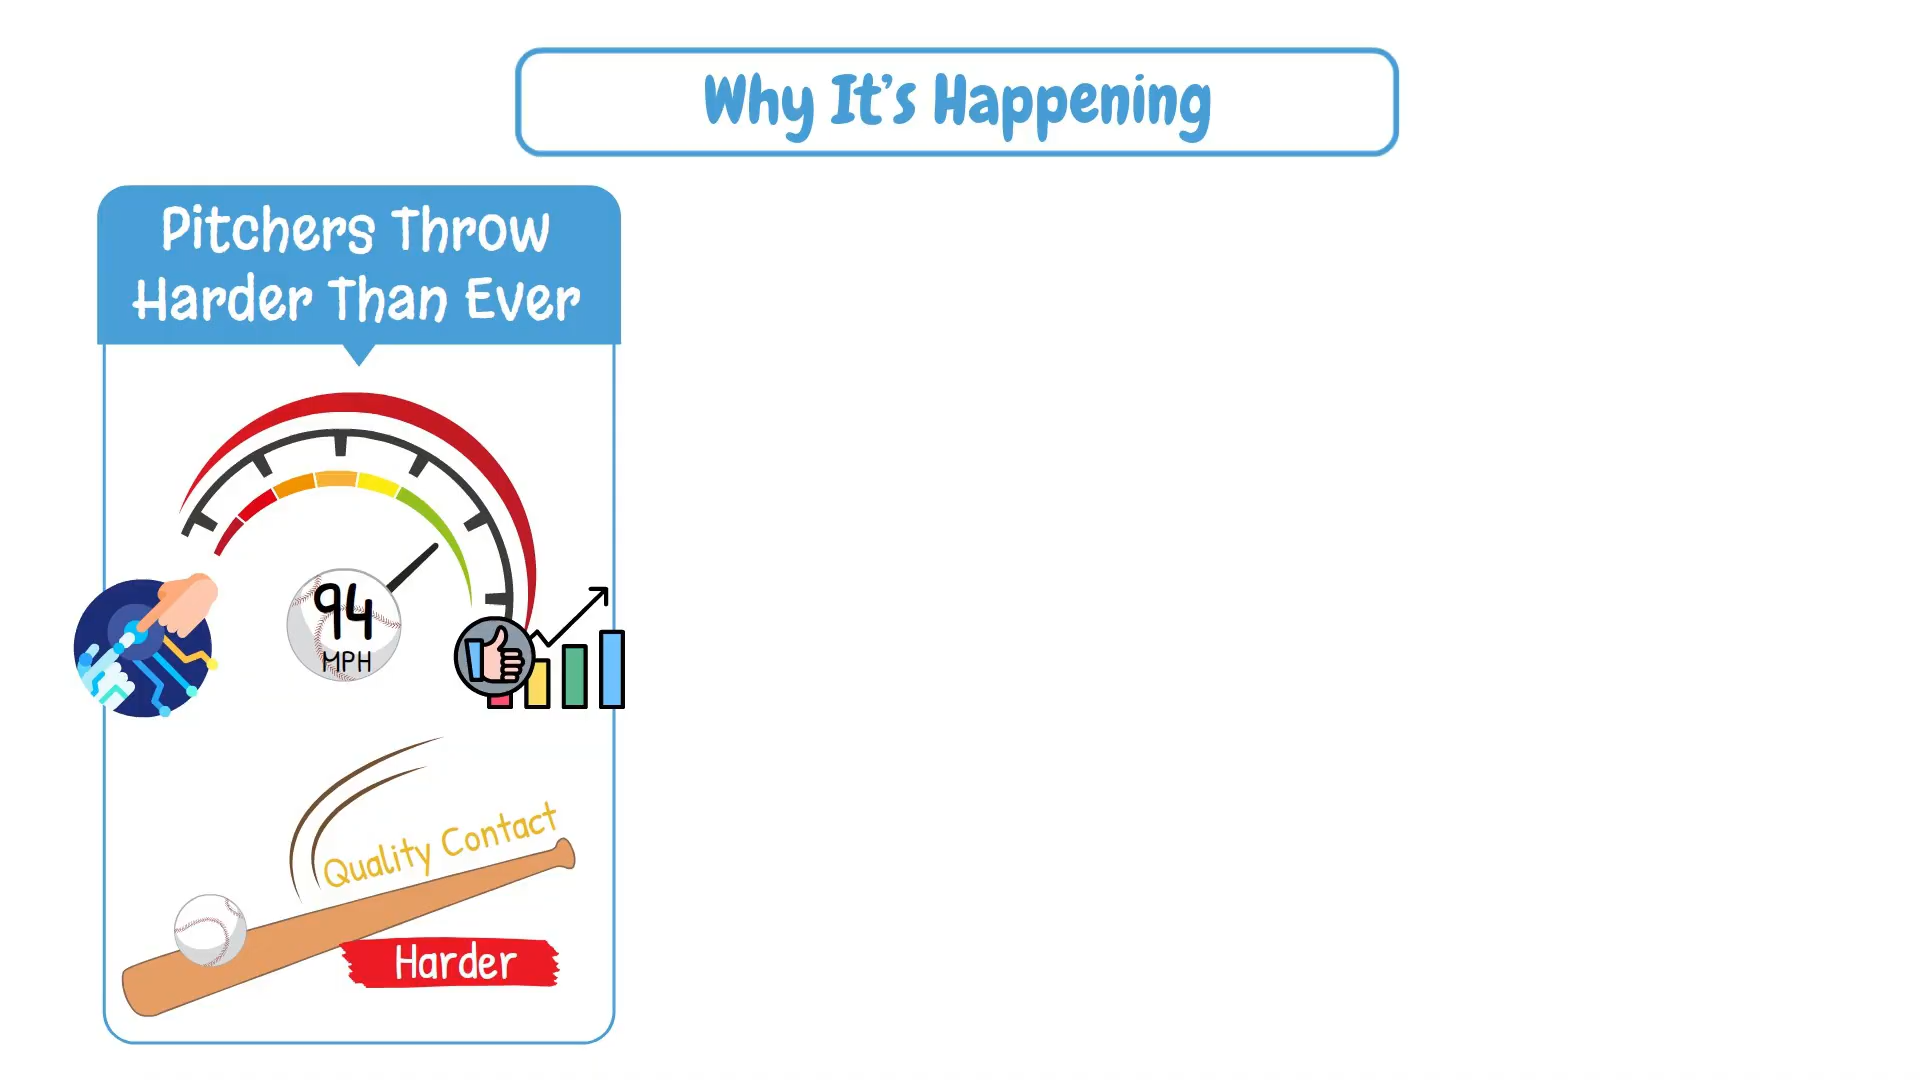 Why It's Happening
Pitchers Throw
Harder Than Ever
94
MPH
Quality Contact
Harder